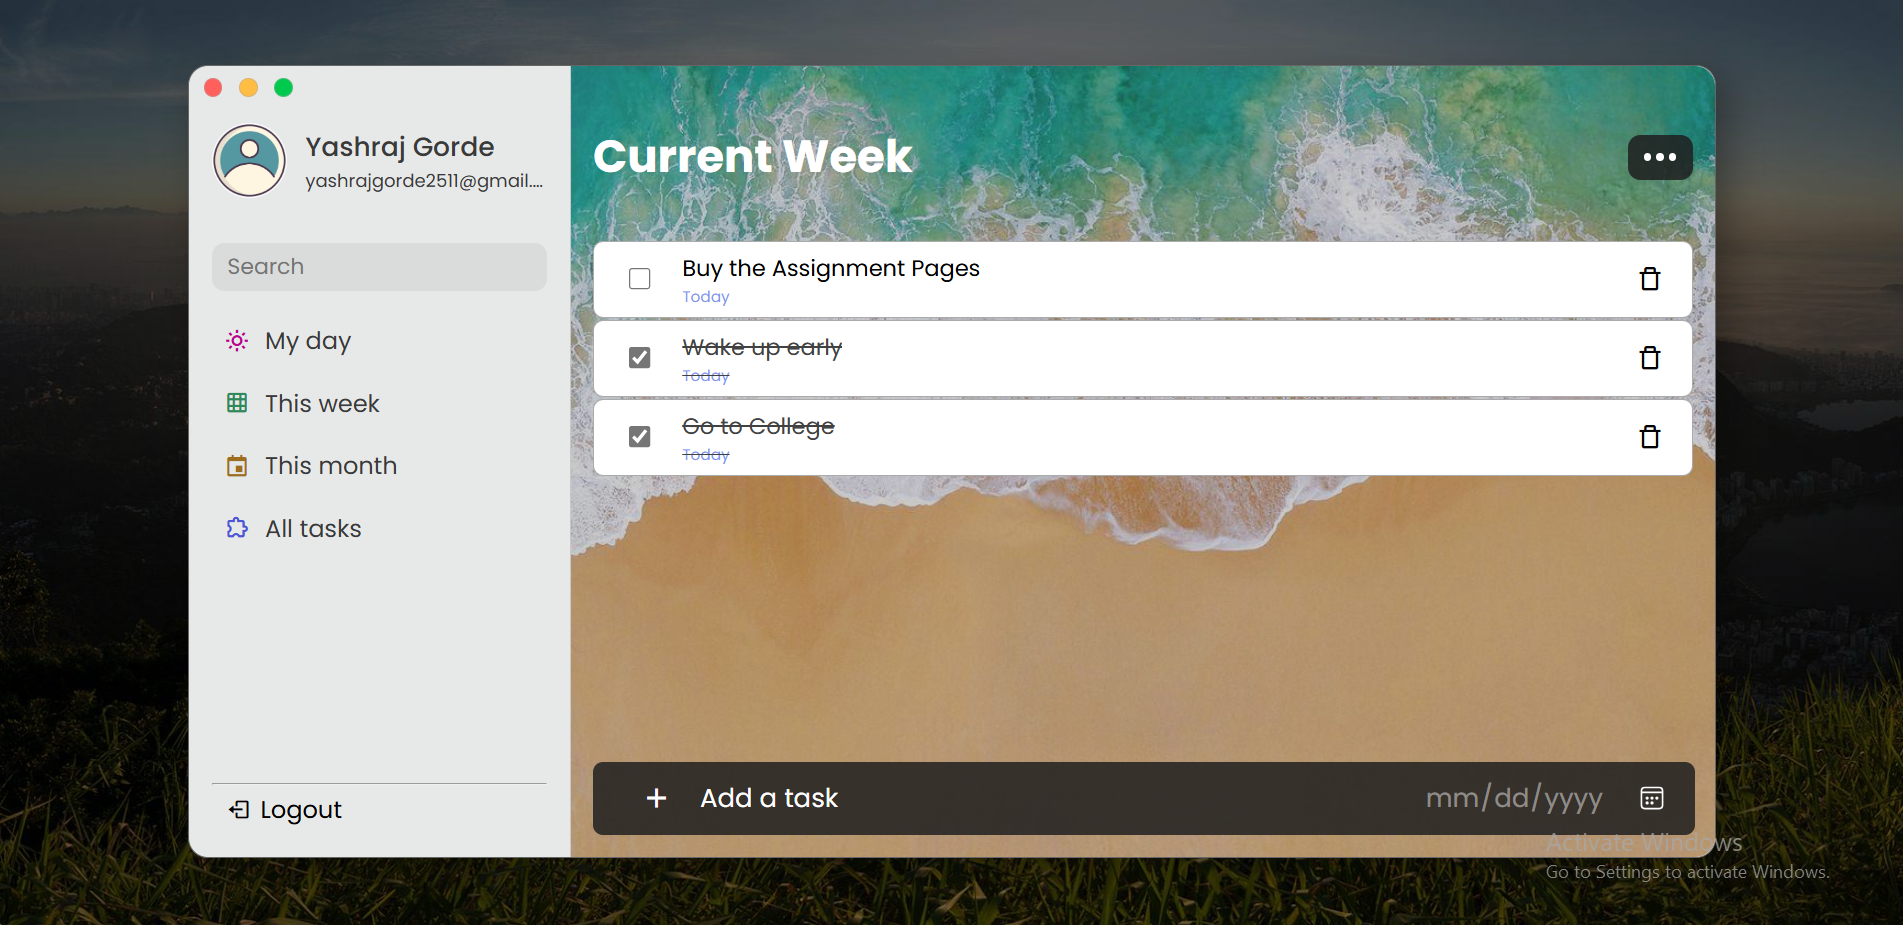 Yashraj Gorde
yashrajgorde2511@gmail....
Search
My day
This week
This month
All tasks
Logout
Current Week
Buy the Assignment Pages
Today
Wake up early
Today
Go to College
Today
Add a task
mm/dd/yyyy
Activate Windows
Go to Settings to activate Windows.